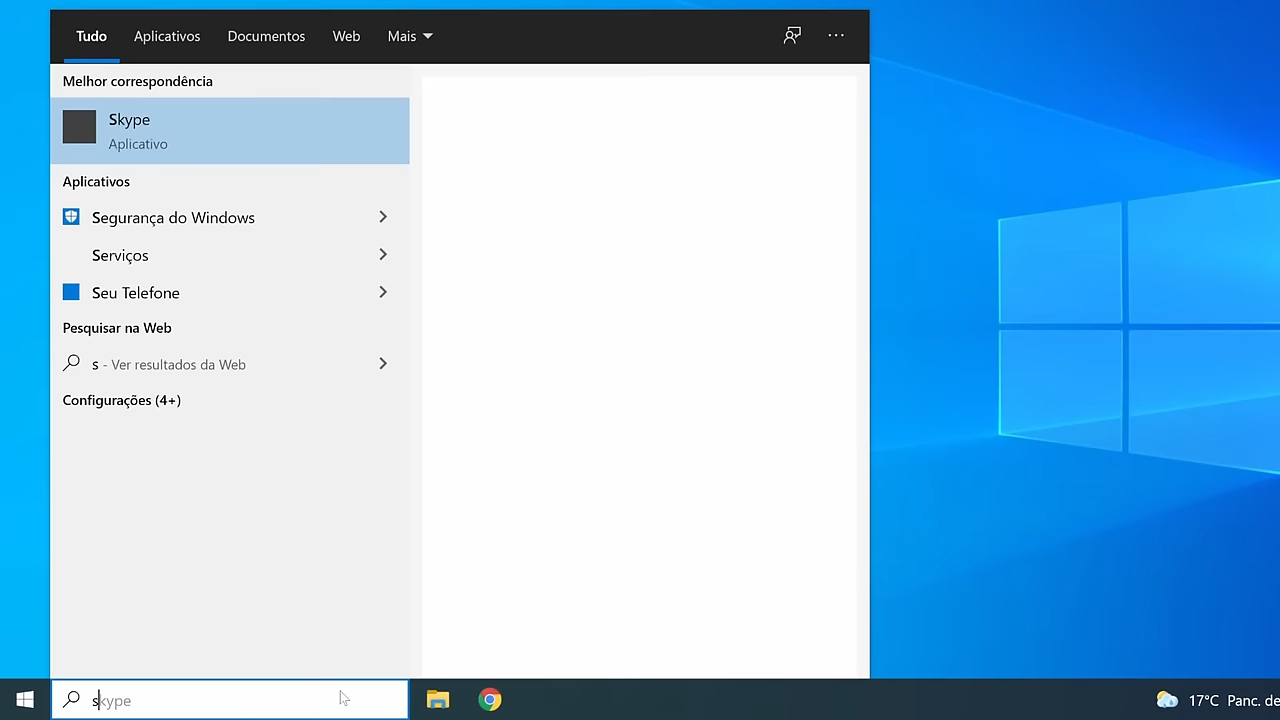 Tudo Aplicativos Documentos Web Mais
Melhor correspondência
Skype
Aplicativo
Aplicativos
Segurança do Windows
Serviços
Seu Telefone
Pesquisar na Web
s - Ver resultados da Web
Configurações (4+)
skype
17°C Panc. de